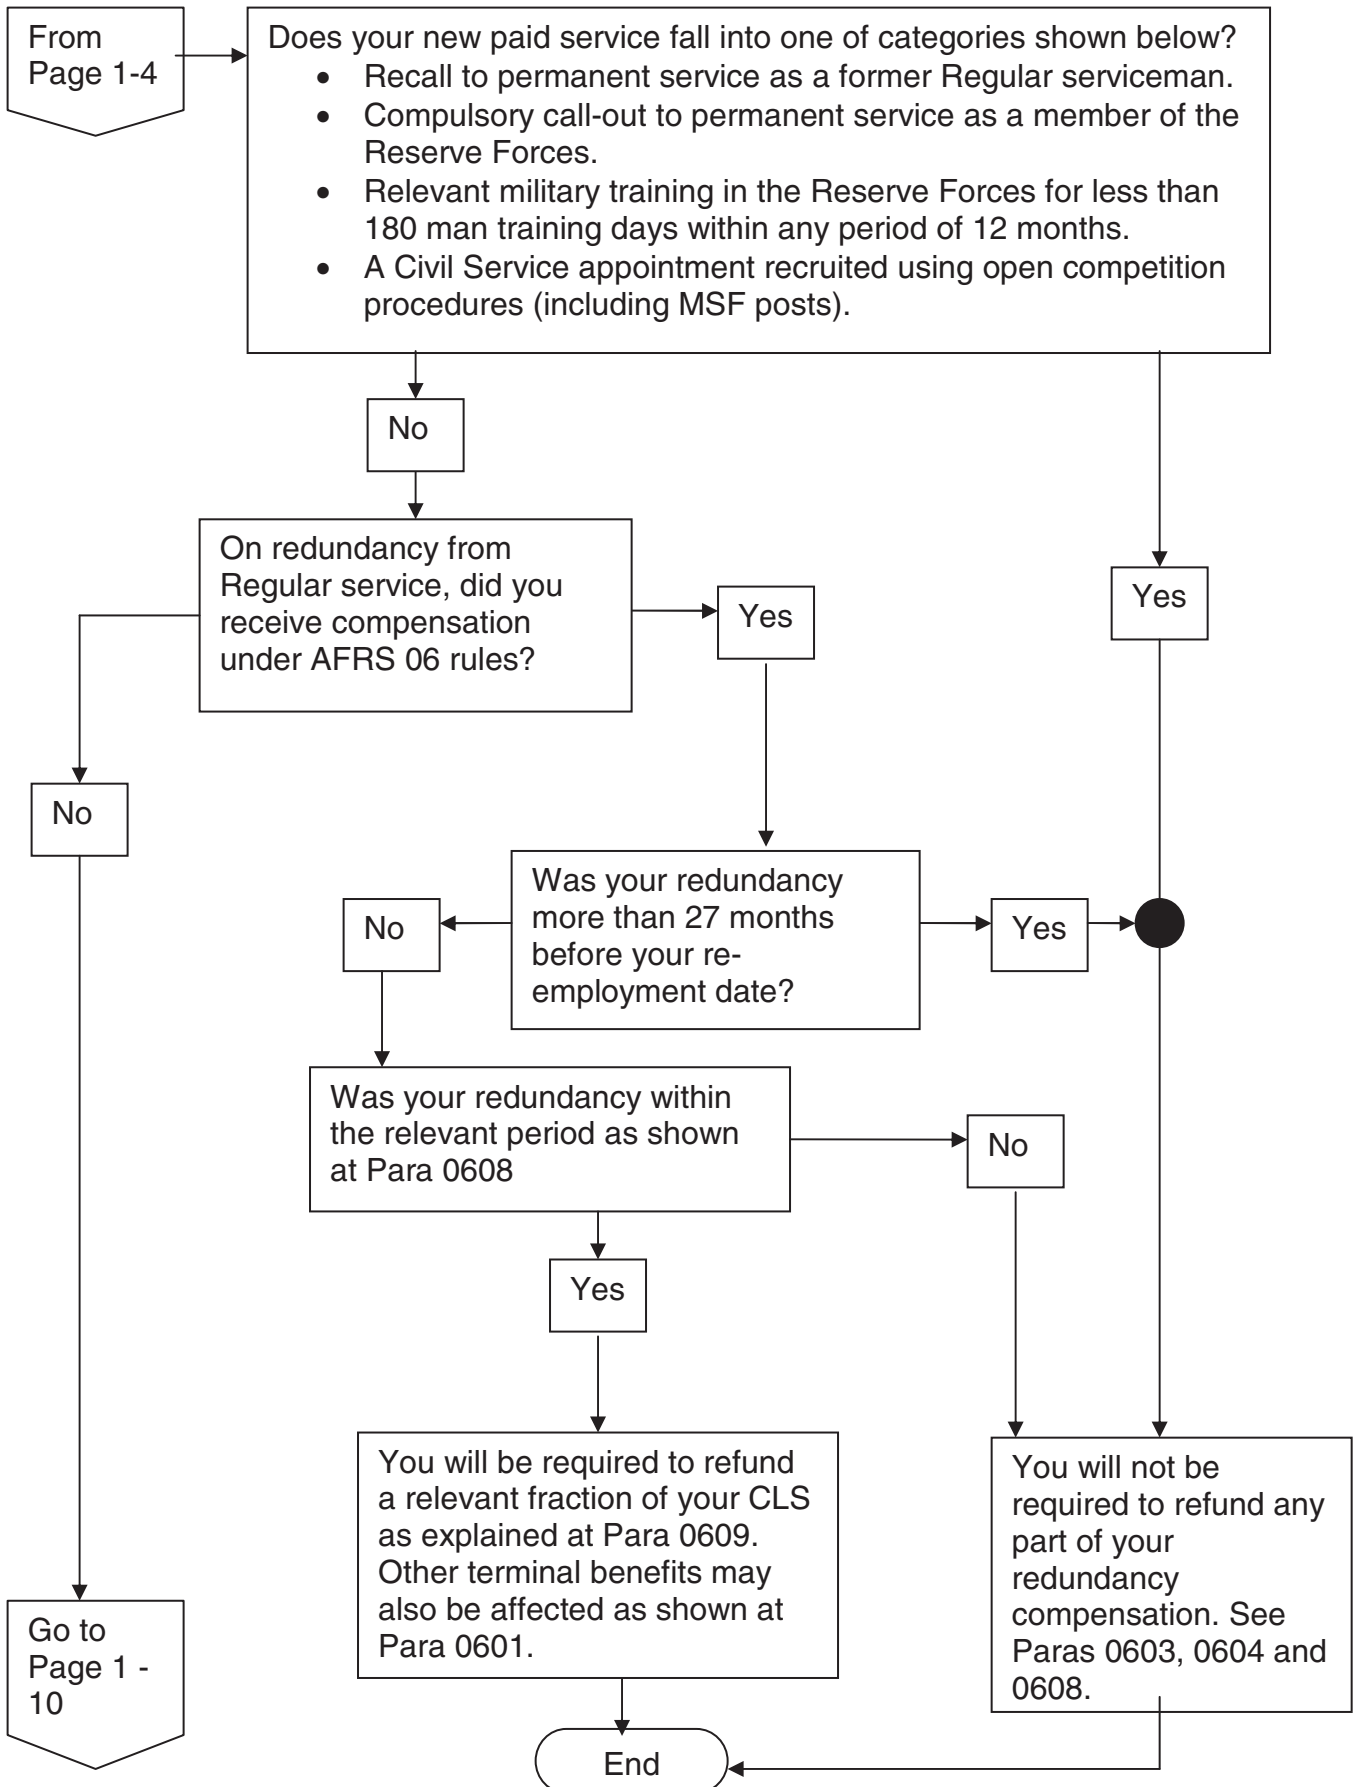 From
Page 1-4
Does your new paid service fall into one of categories shown below?
• Recall to permanent service as a former Regular serviceman.
• Compulsory call-out to permanent service as a member of the
Reserve Forces.
• Relevant military training in the Reserve Forces for less than
180 man training days within any period of 12 months.
• A Civil Service appointment recruited using open competition
procedures (including MSF posts).
No
Yes
On redundancy from
Regular service, did you
receive compensation
under AFRS 06 rules?
Yes
No
Was your redundancy
more than 27 months
before your re-
employment date?
No
Yes
Was your redundancy within
the relevant period as shown
at Para 0608
No
Yes
You will be required to refund
a relevant fraction of your CLS
as explained at Para 0609.
Other terminal benefits may
also be affected as shown at
Para 0601.
You will not be
required to refund any
part of your
redundancy
compensation. See
Paras 0603, 0604 and
0608.
Go to
Page 1 -
10
End